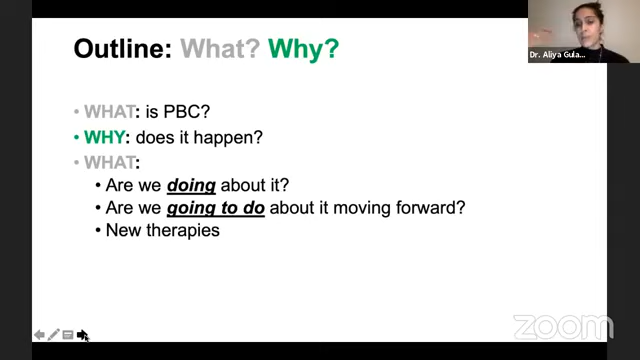 Outline: What? Why?
Dr. Aliya Gula...
• WHAT: is PBC?
• WHY: does it happen?
• WHAT:
• Are we doing about it?
• Are we going to do about it moving forward?
• New therapies
zoom